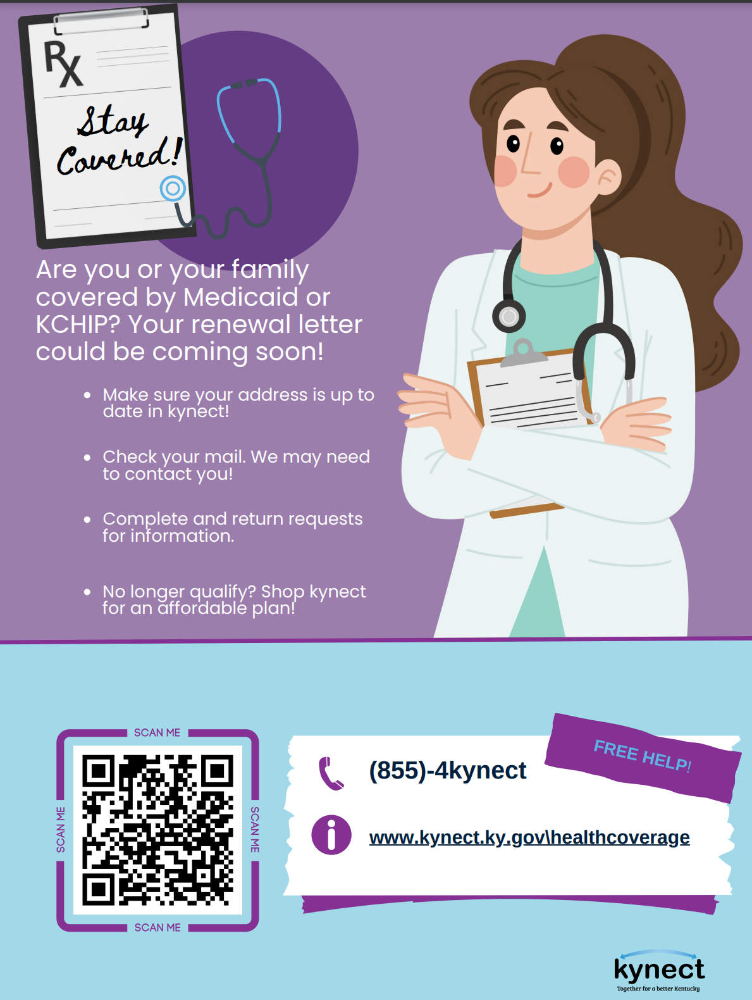 Rx
Stay
Covered!
Are you or your family
covered by Medicaid or
KCHIP? Your renewal letter
could be coming soon!
• Make sure your address is up to
date in kynect!
• Check your mail. We may need
to contact you!
• Complete and return requests
for information.
• No longer qualify? Shop kynect
for an affordable plan!
SCAN ME
SCAN ME
SCAN ME
SCAN ME
FREE HELP!
(855)-4kynect
www.kynect.ky.gov\healthcoverage
kynect
Together for a better Kentucky